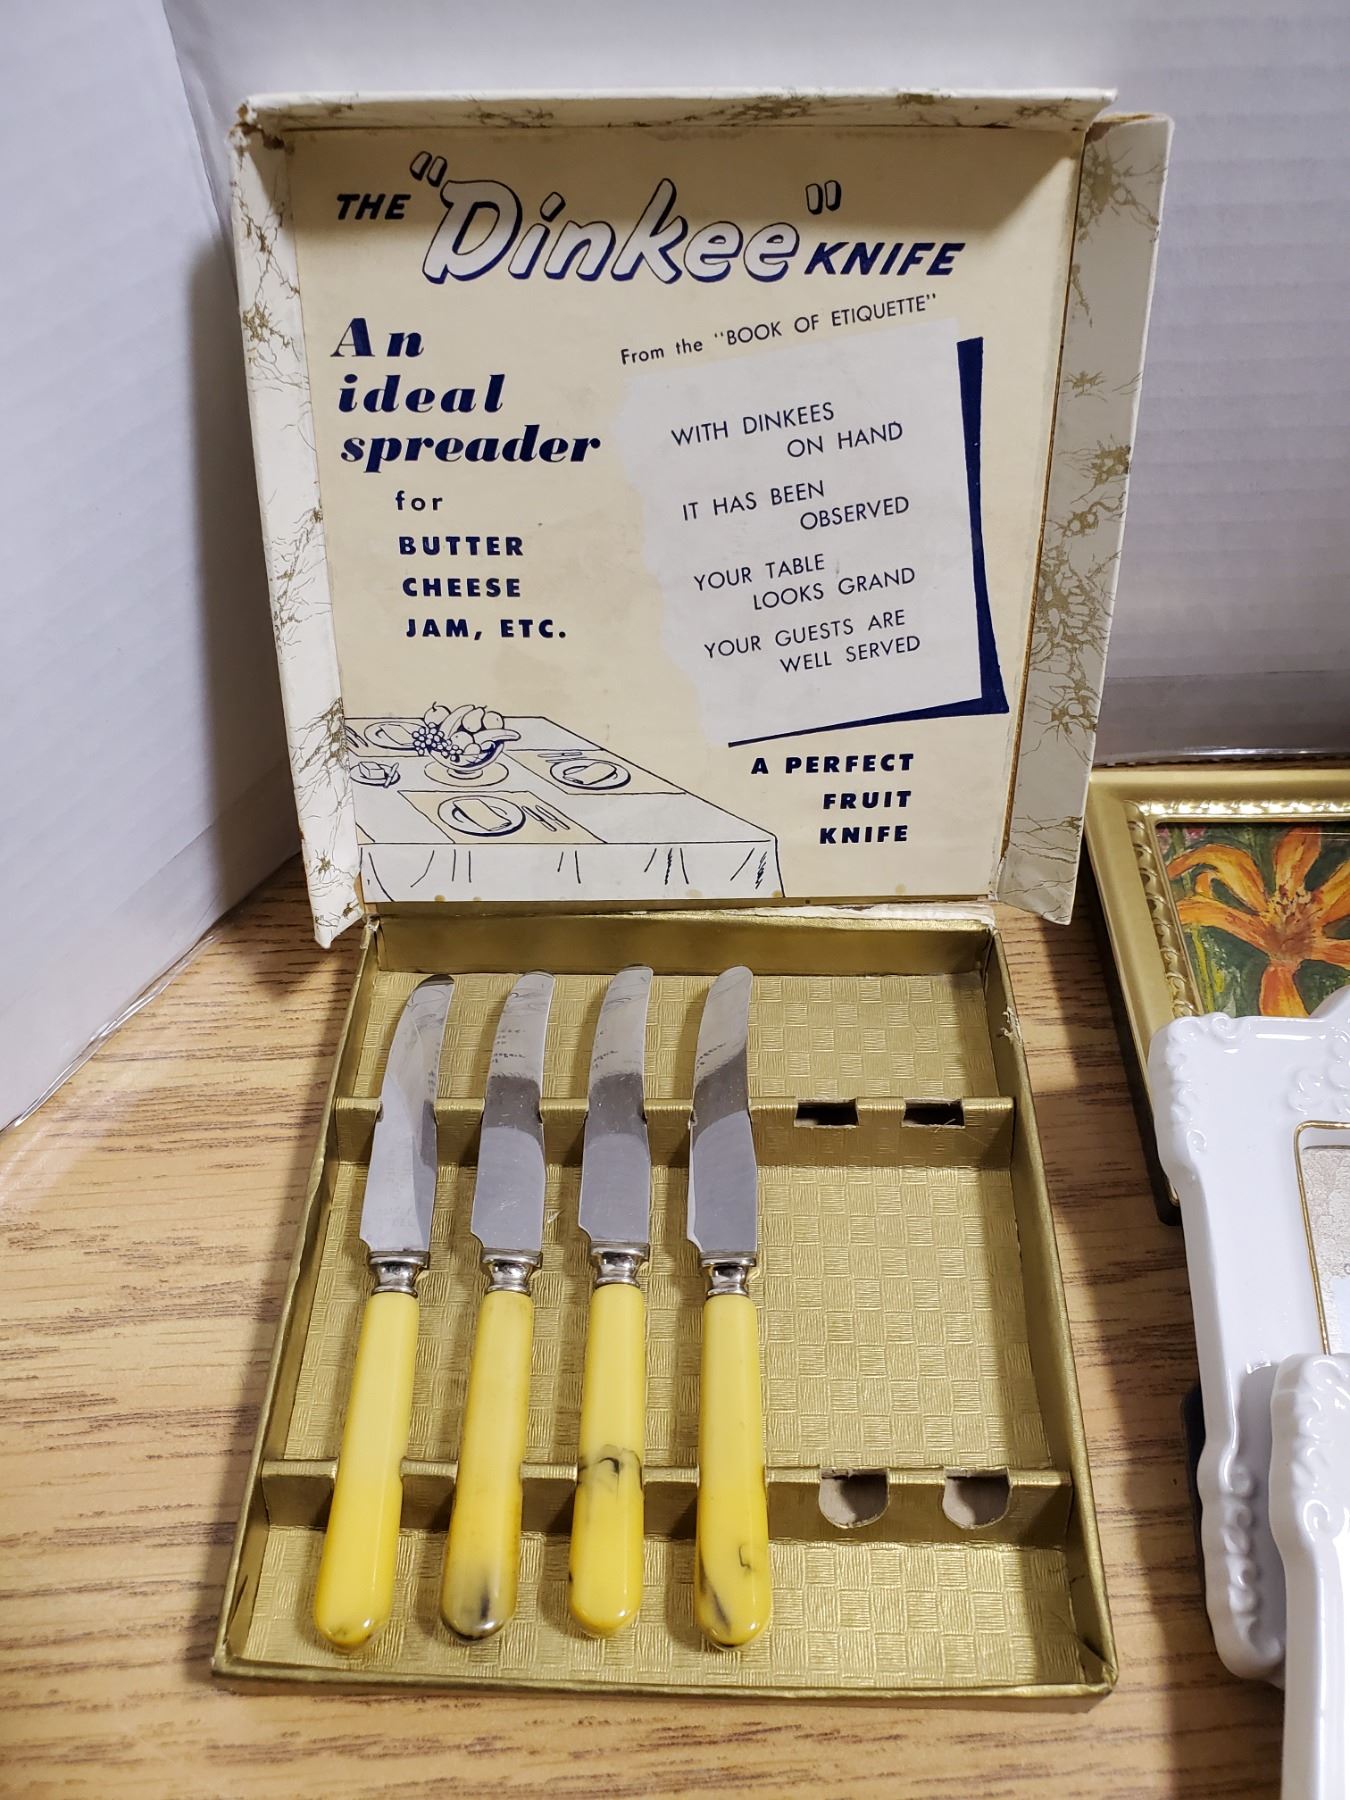 THE "Dinkee" KNIFE
An
ideal
spreader
for
BUTTER
CHEESE
JAM, ETC.
From the "BOOK OF ETIQUETTE"
WITH DINKEES
ON HAND
IT HAS BEEN
OBSERVED
YOUR TABLE
LOOKS GRAND
YOUR GUESTS ARE
WELL SERVED
A PERFECT
FRUIT
KNIFE